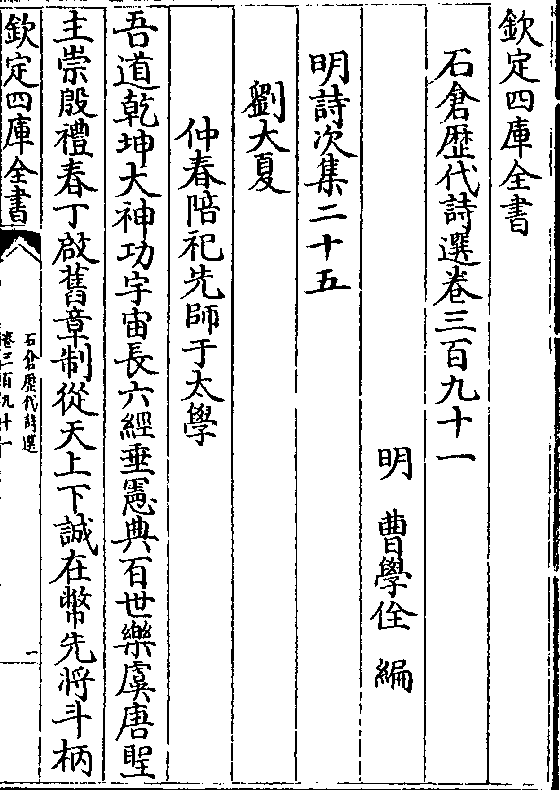 欽定四庫全書
石倉歷代詩選卷三百九十一
明 曹學佺 編
明詩次集二十五
劉大夏
仲春陪祀先師于太學
吾道乾坤大神功宇宙長六經垂憲典百世樂虞唐聖
主崇殷禮春丁啟舊章制從天上下誠在幣先將斗柄
欽定四庫全書
石倉歷代詩選
卷三百九十一
一